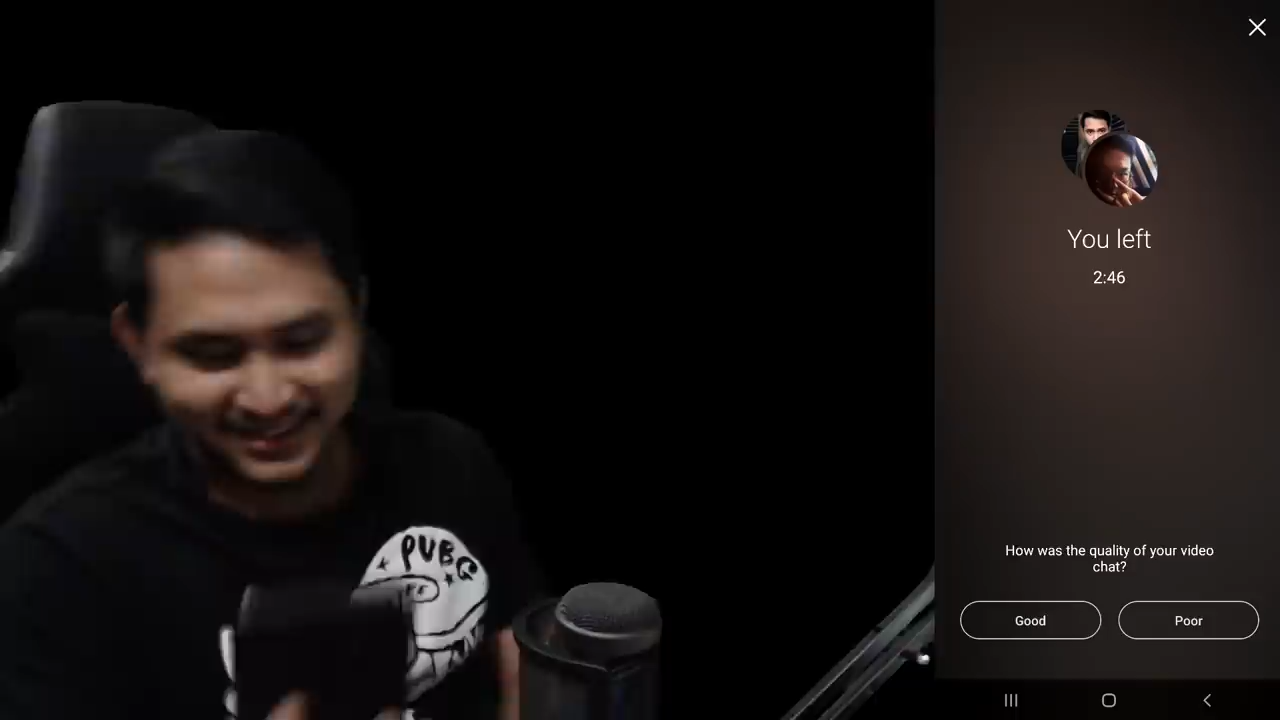 You left
2:46
How was the quality of your video
chat?
Good
Poor
PUBG